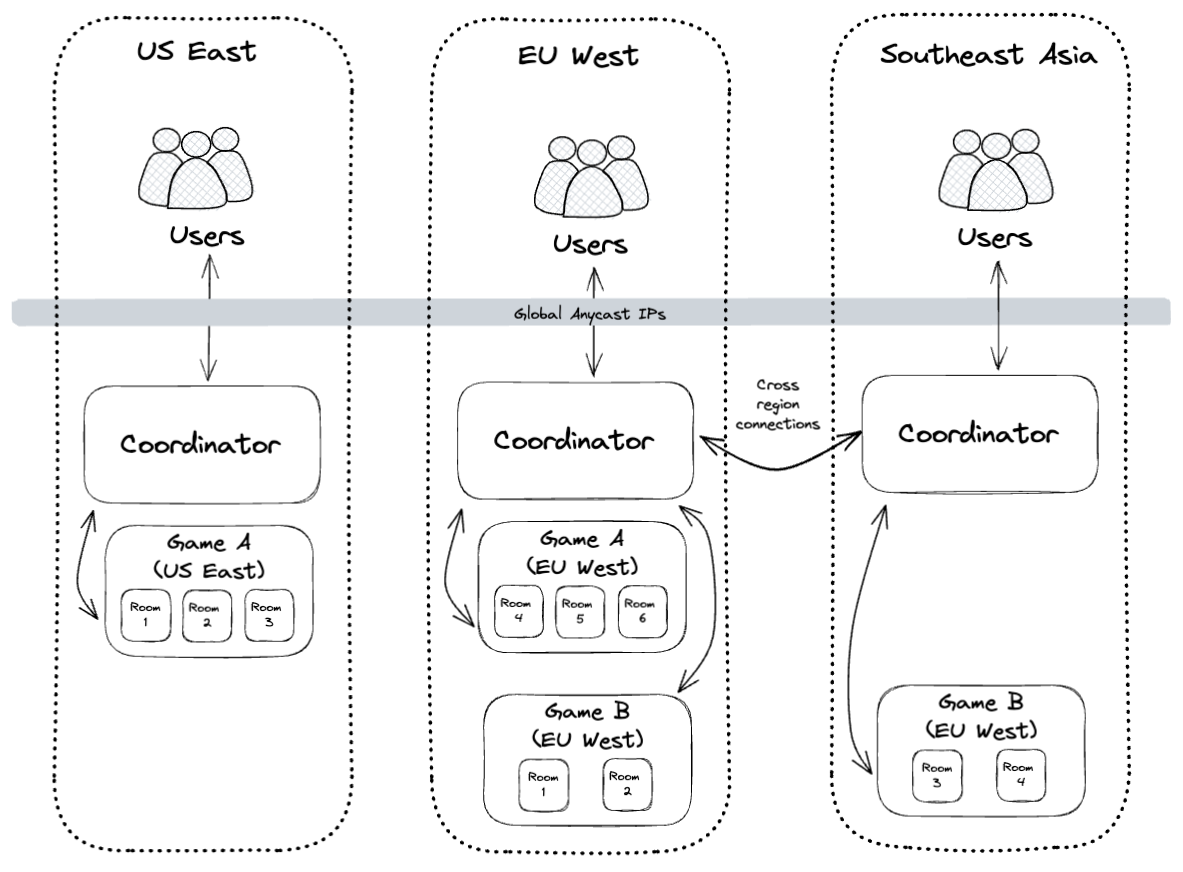 US East
EU West
Southeast Asia
Users
Users
Users
Global Anycast IPs
Coordinator
Coordinator
Cross
region
connections
Coordinator
Game A
(US East)
Room
1
Room
2
Room
3
Game A
(EU West)
Room
4
Room
5
Room
6
Game B
(EU West)
Room
1
Room
2
Game B
(EU West)
Room
3
Room
4